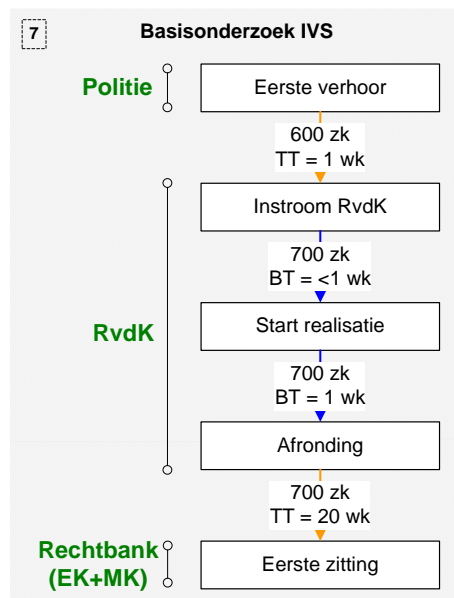 7
Basisonderzoek IVS
Politie
Eerste verhoor
600 zk
TT = 1 wk
Instroom RvdK
700 zk
BT = <1 wk
RvdK
Start realisatie
700 zk
BT = 1 wk
Afronding
700 zk
TT = 20 wk
Rechtbank
(EK+MK)
Eerste zitting